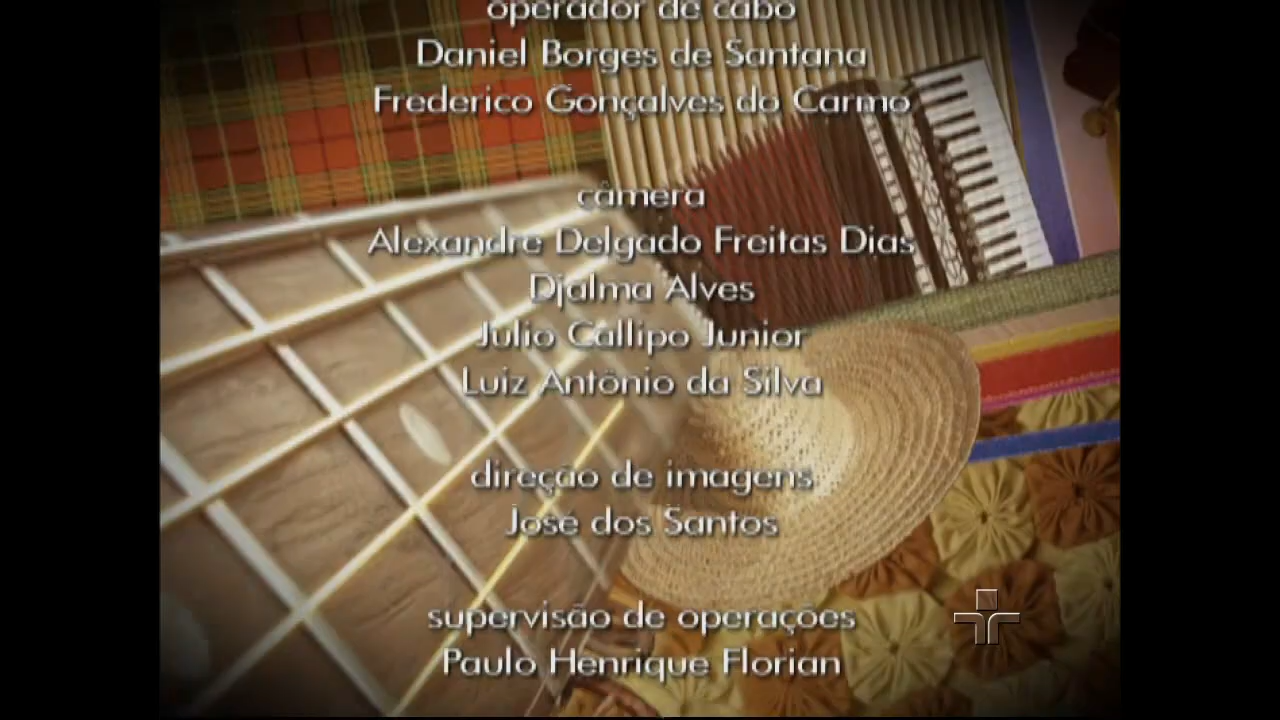 operador de cabo
Daniel Borges de Santana
Frederico Gonçalves do Carmo
câmera
Alexandre Delgado Freitas Dias
Djalma Alves
Julio Callipo Junior
Luiz Antônio da Silva
direção de imagens
José dos Santos
supervisão de operações
Paulo Henrique Florian